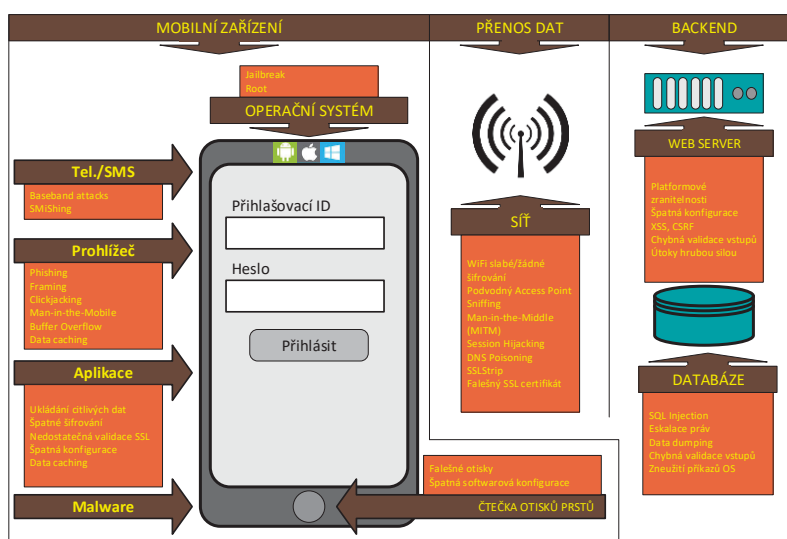 MOBILNÍ ZAŘÍZENÍ
Jailbreak
Root
OPERAČNÍ SYSTÉM
Tel./SMS
Baseband attacks
SMiShing
Prohlížeč
Phishing
Framing
Clickjacking
Man-in-the-Mobile
Buffer Overflow
Data caching
Aplikace
Ukládání citlivých dat
Špatné šifrování
Nedostatečná validace SSL
Špatná konfigurace
Data caching
Malware
Přihlašovací ID
Heslo
Přihlásit
Falešné otisky
Špatná softwarová konfigurace
ČTEČKA OTISKŮ PRSTŮ
PŘENOS DAT
SÍŤ
WiFi slabé/žádné
šifrování
Podvodný Access Point
Sniffing
Man-in-the-Middle
(MITM)
Session Hijacking
DNS Poisoning
SSLStrip
Falešný SSL certifikát
BACKEND
WEB SERVER
Platformové
zranitelnosti
Špatná konfigurace
XSS, CSRF
Chybná validace vstupů
Útoky hrubou silou
DATABÁZE
SQL Injection
Eskalace práv
Data dumping
Chybná validace vstupů
Zneužití příkazů OS